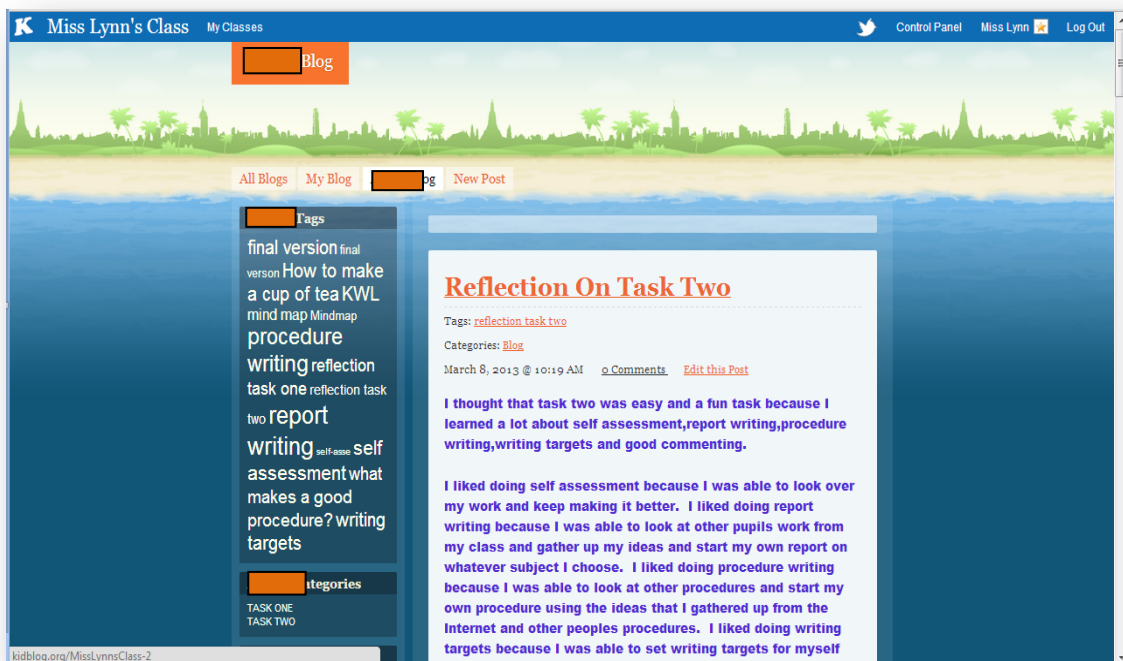 K Miss Lynn's Class My Classes Control Panel Miss Lynn Log Out
Blog
All Blogs My Blog og New Post
Tags
final version final
verson How to make
a cup of tea KWL
mind map Mindmap
procedure
writing reflection
task one reflection task
two report
writing self-asse self
assessment what
makes a good
procedure? writing
targets
tegories
TASK ONE
TASK TWO
Reflection On Task Two
Tags: reflection task two
Categories: Blog
March 8, 2013 @ 10:19 AM 0 Comments Edit this Post
I thought that task two was easy and a fun task because I
learned a lot about self assessment,report writing,procedure
writing,writing targets and good commenting.
I liked doing self assessment because I was able to look over
my work and keep making it better. I liked doing report
writing because I was able to look at other pupils work from
my class and gather up my ideas and start my own report on
whatever subject I choose. I liked doing procedure writing
because I was able to look at other procedures and start my
own procedure using the ideas that I gathered up from the
Internet and other peoples procedures. I liked doing writing
targets because I was able to set writing targets for myself
kidblog.org/MissLynnsClass-2